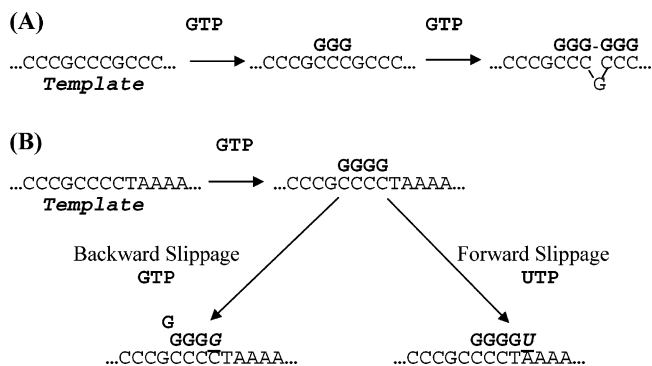 (A)
GTP GTP
GGG GGG-GGG
...CCCGCCCGCCC... ...CCCGCCCGCCC... ...CCCGCCC CCC...
Template G
(B)
GTP
GGGG
...CCCGCCCCTAAAA... ...CCCGCCCCTAAAA...
Template
Backward Slippage Forward Slippage
GTP UTP
G
GGGGG GGGGU
...CCCGCCCCTAAAA... ...CCCGCCCCTAAAA...